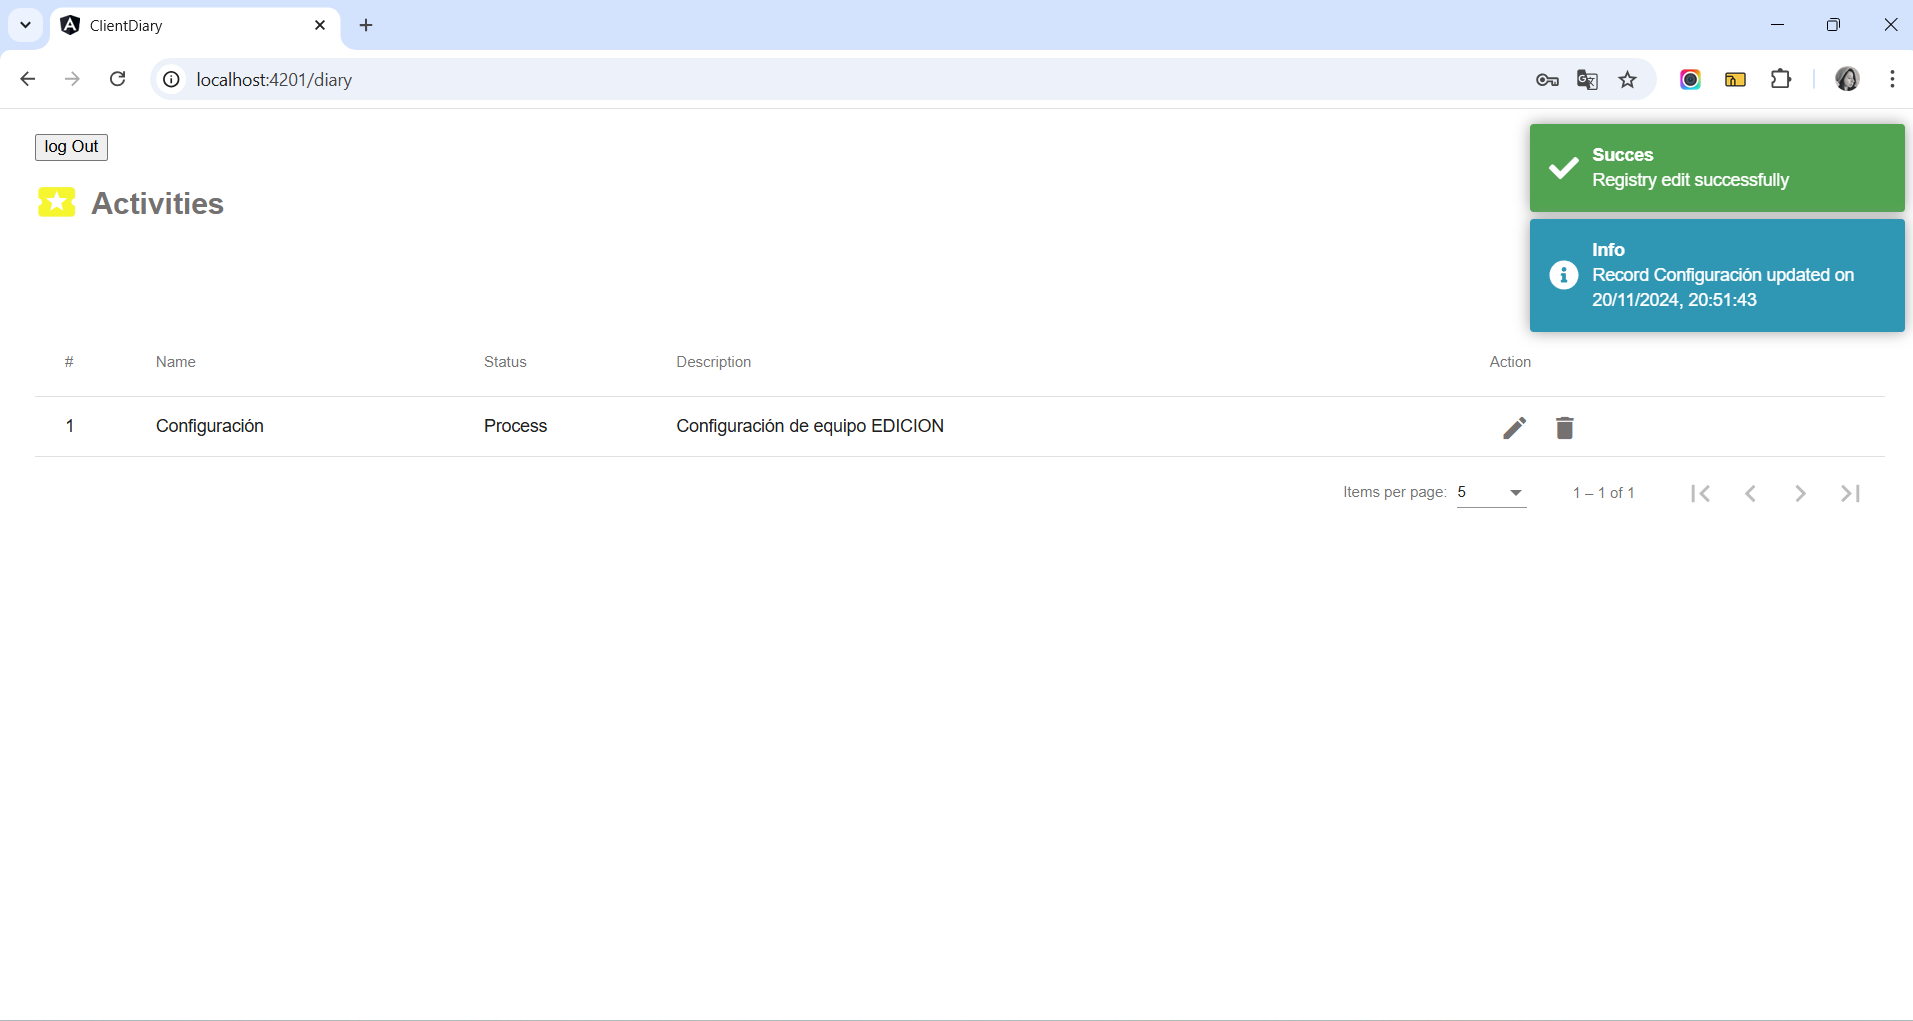 ClientDiary
localhost:4201/diary
log Out
Activities
Succes
Registry edit successfully
Info
Record Configuración updated on
20/11/2024, 20:51:43
# Name Status Description Action
1 Configuración Process Configuración de equipo EDICION
Items per page: 5 1 – 1 of 1